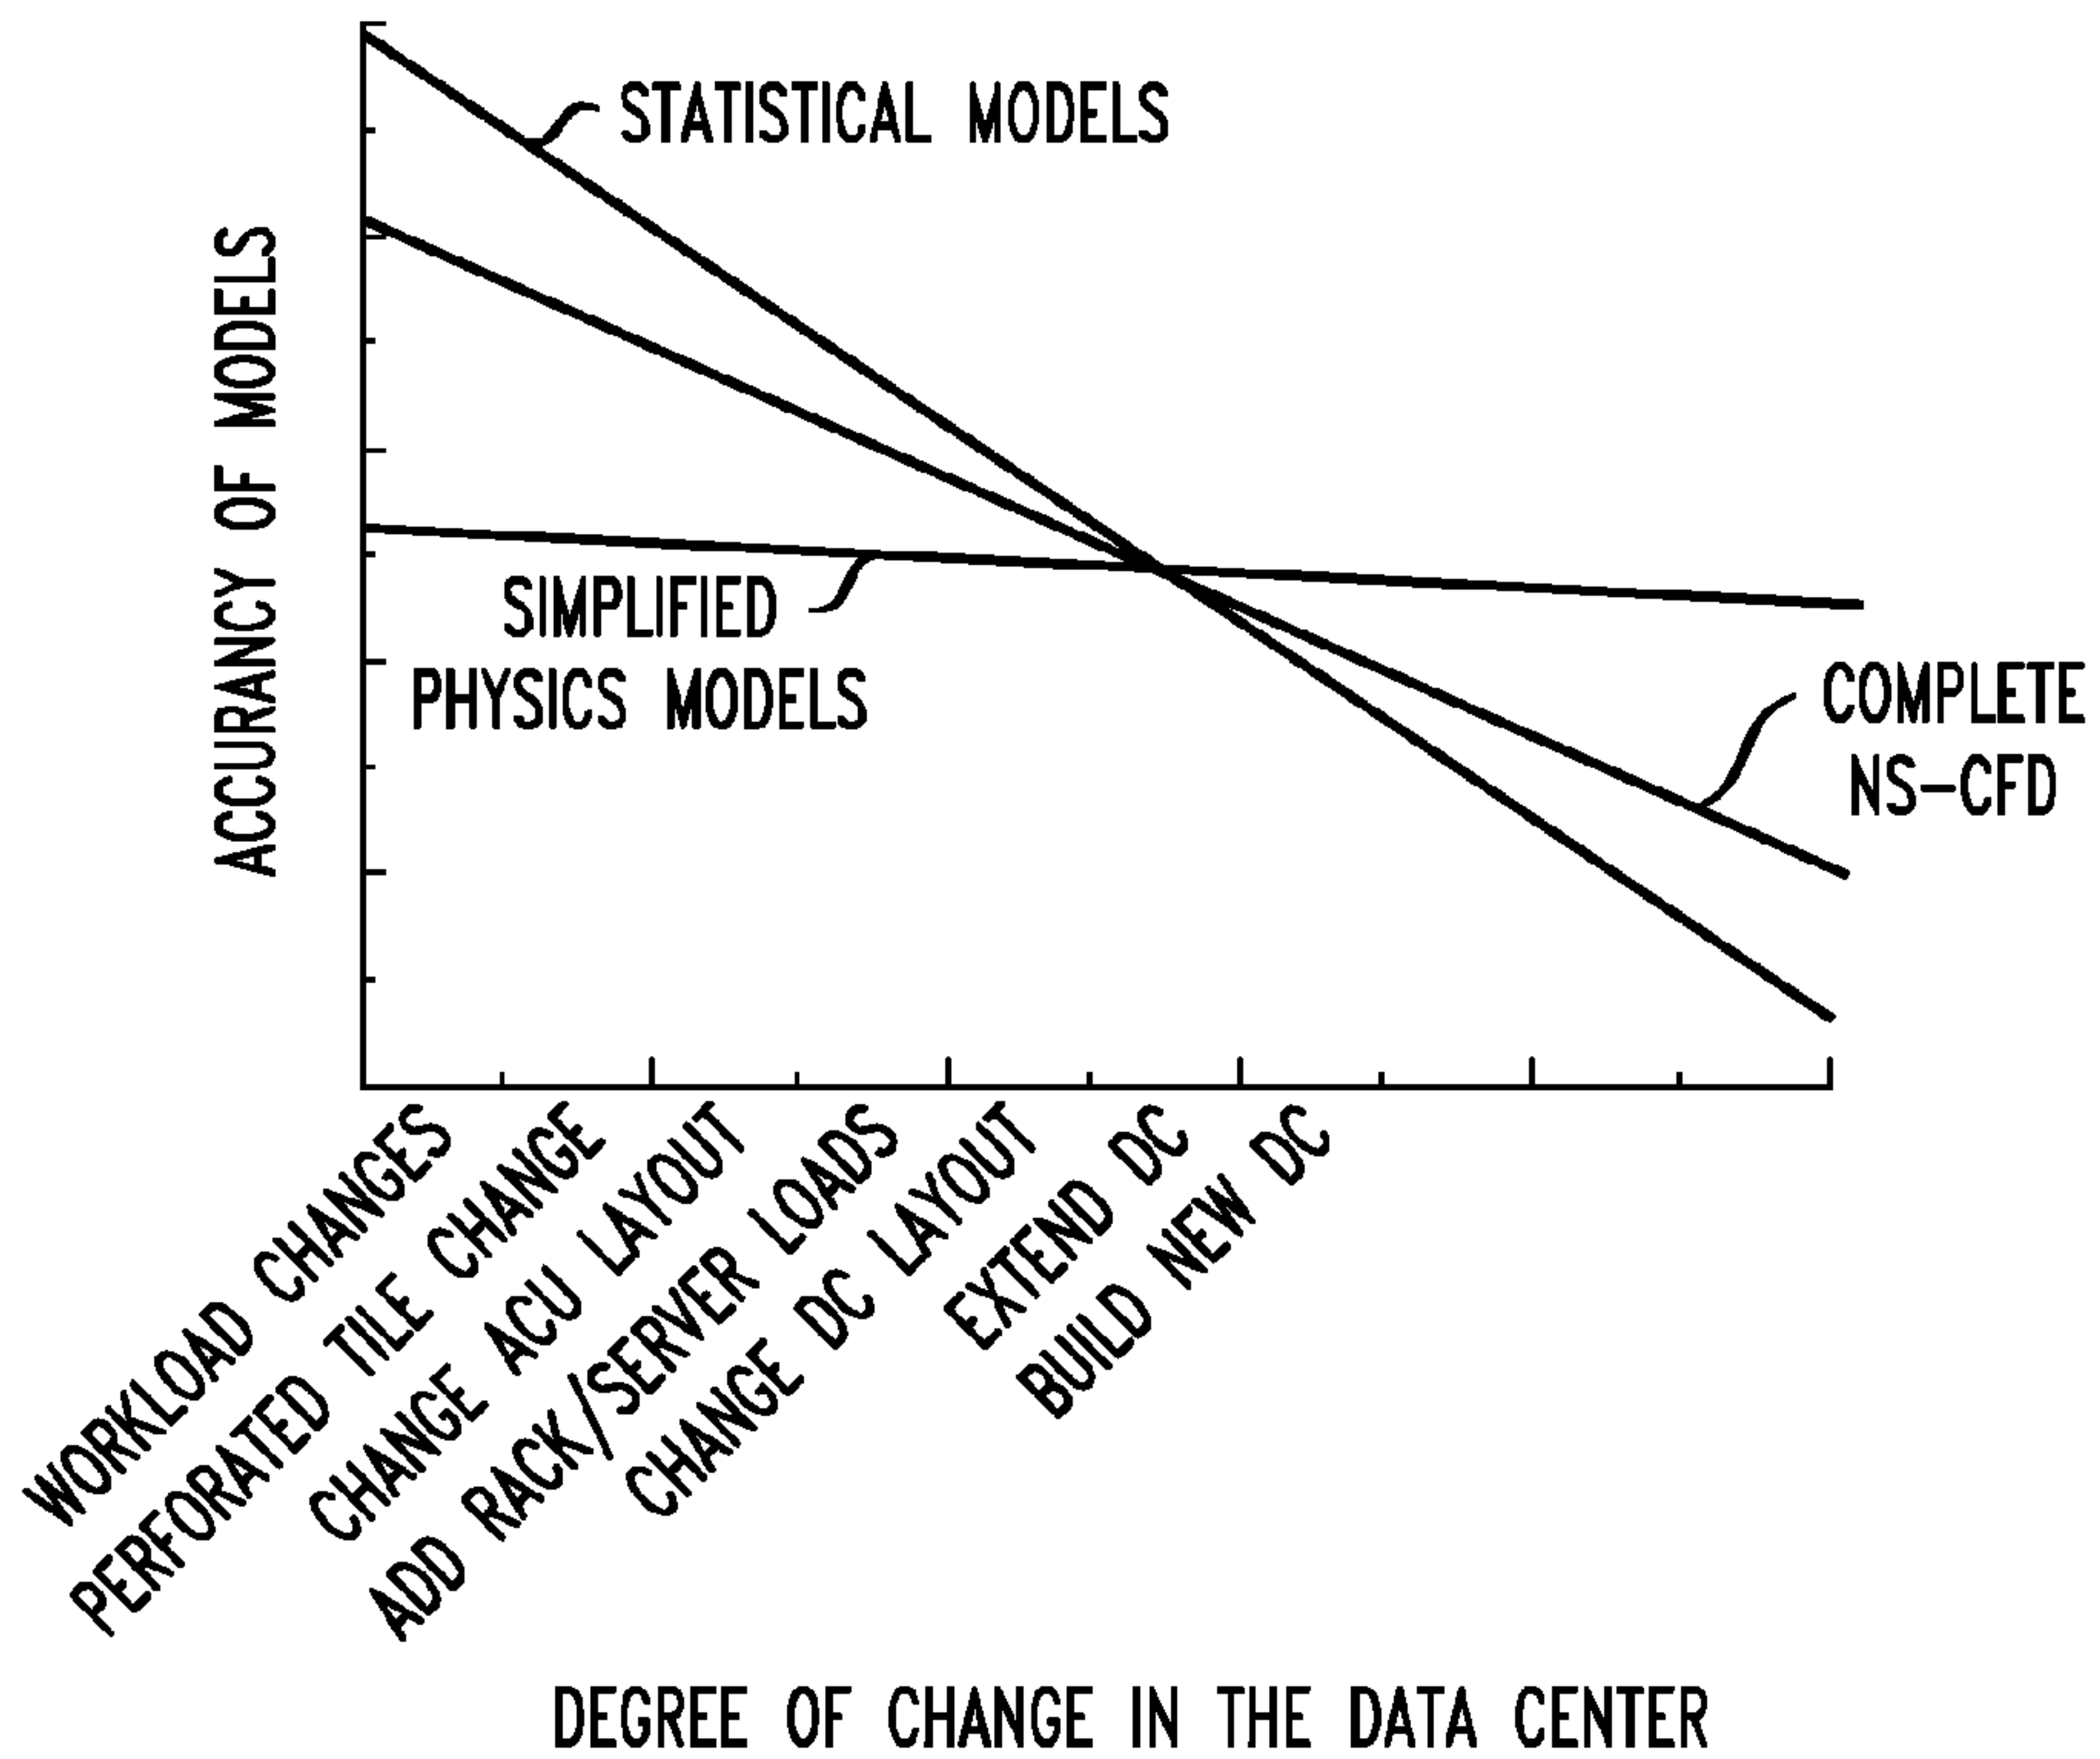 STATISTICAL MODELS
ACCURANCY OF MODELS
SIMPLIFIED
PHYSICS MODELS
COMPLETE
NS-CFD
WORKLOAD CHANGES
PERFORATED TILE CHANGE
CHANGE ACU LAYOUT
ADD RACK/SERVER LOADS
CHANGE DC LAYOUT
EXTEND DC
BUILD NEW DC
DEGREE OF CHANGE IN THE DATA CENTER